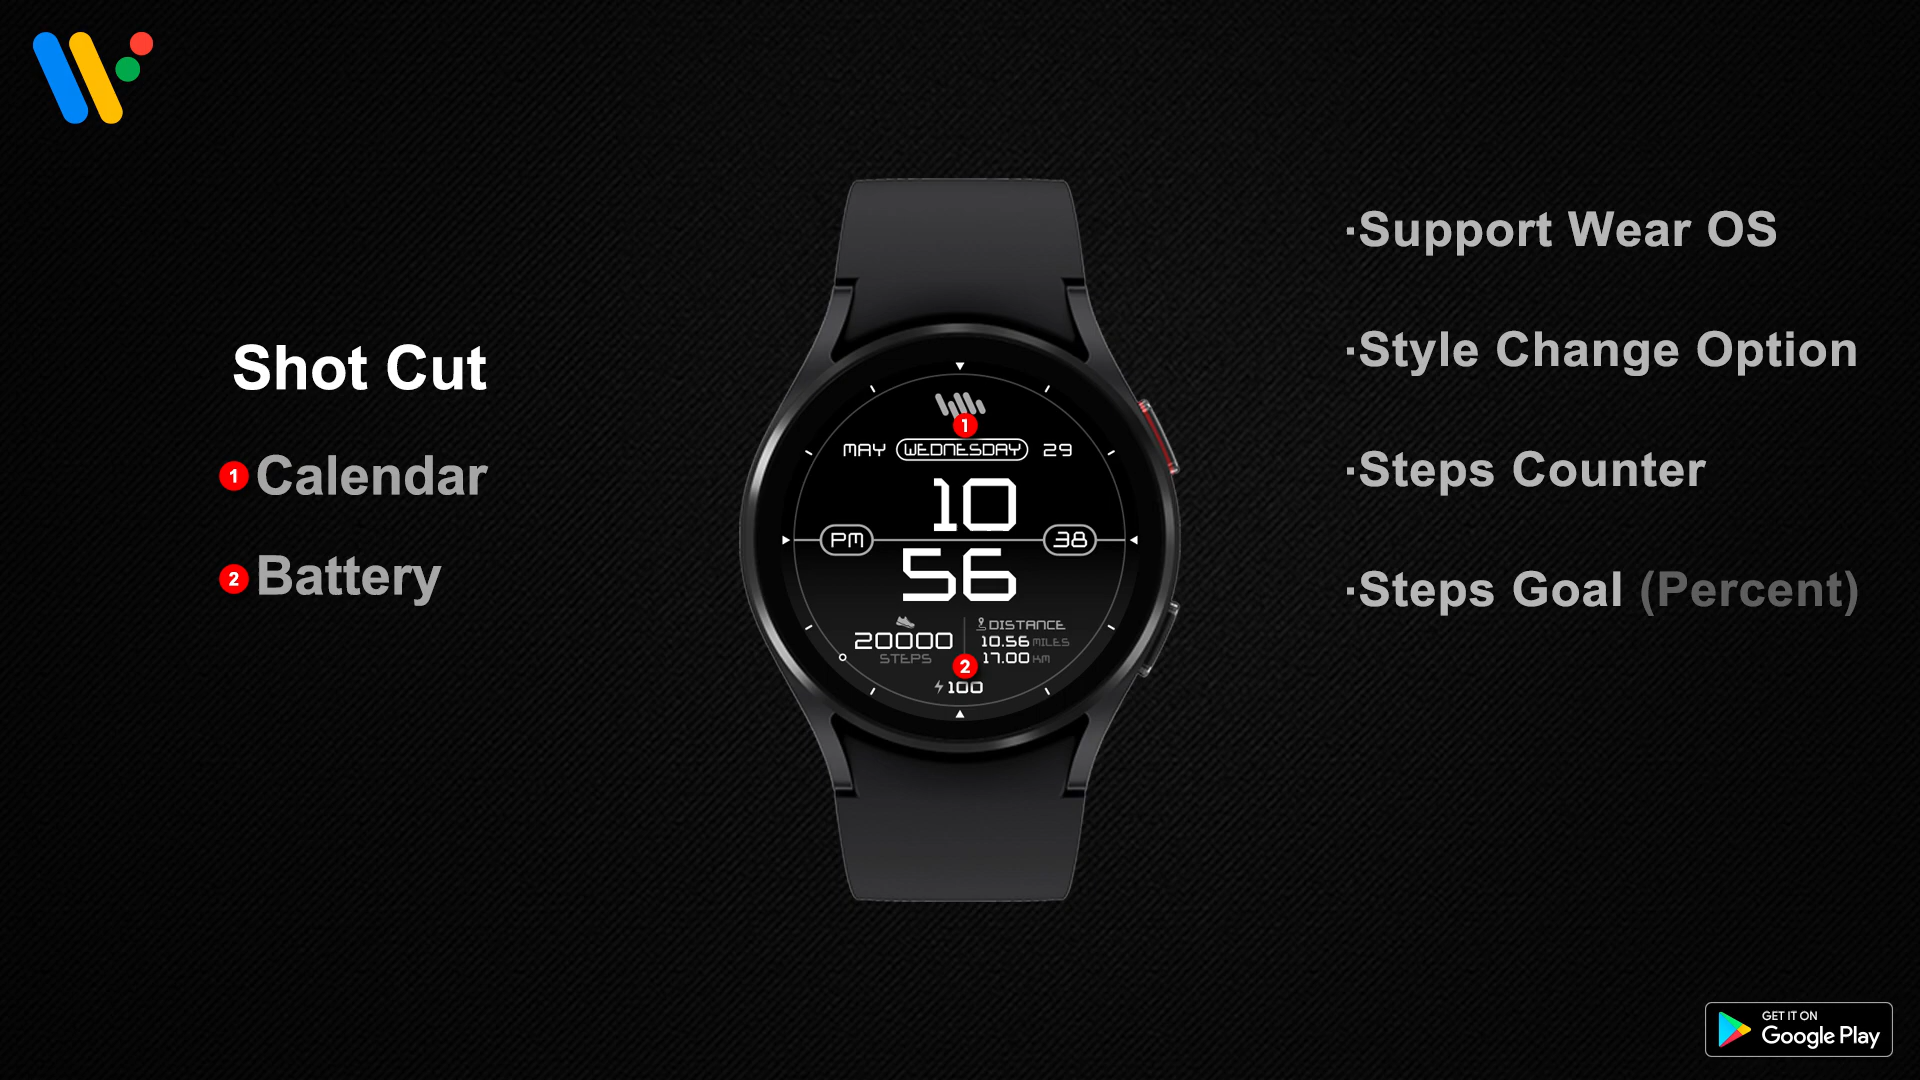 Shot Cut
1 Calendar
2 Battery
1
MAY WEDNESDAY 29
10
PM 38
56
20000
STEPS
DISTANCE
10.56 MILES
17.00 KM
2
100
·Support Wear OS
·Style Change Option
·Steps Counter
·Steps Goal (Percent)
GET IT ON
Google Play